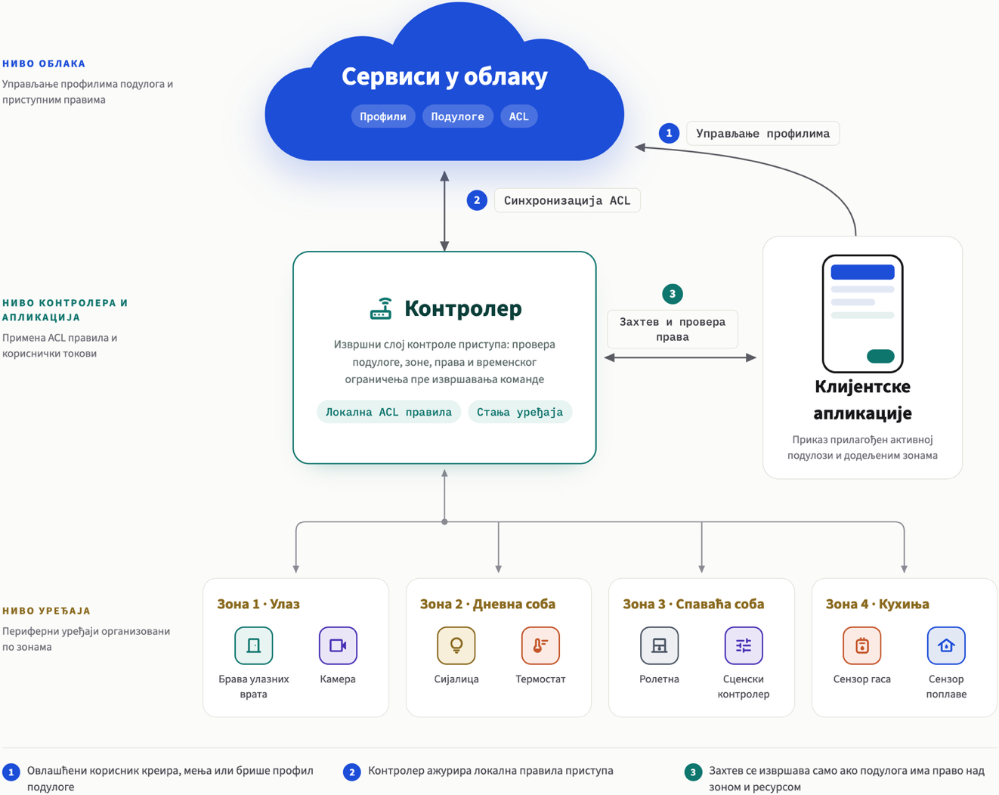 НИВО ОБЛАКА
Управљање профилима подулога и
приступним правима
Сервиси у облаку
Профили
Подулоге
ACL
1
Управљање профилима
2
Синхронизација ACL
НИВО КОНТРОЛЕРА И
АПЛИКАЦИЈА
Примена ACL правила и
кориснички токови
Контролер
Извршни слој контроле приступа: провера
подулоге, зоне, права и временског
ограничења пре извршавања команде
Локална ACL правила
Стања уређаја
3
Захтев и провера
права
Клијентске
апликације
Приказ прилагођен активној
подулози и додељеним зонама
НИВО УРЕЂАЈА
Периферни уређаји организовани
по зонама
Зона 1 · Улаз
Брава улазних
врата
Камера
Зона 2 · Дневна соба
Сијалица
Термостат
Зона 3 · Спаваћа соба
Ролетна
Сценски
контролер
Зона 4 · Кухиња
Сензор гаса
Сензор
поплаве
1
Овлашћени корисник креира, мења или брише профил
подулоге
2
Контролер ажурира локална правила приступа
3
Захтев се извршава само ако подулога има право над
зоном и ресурсом